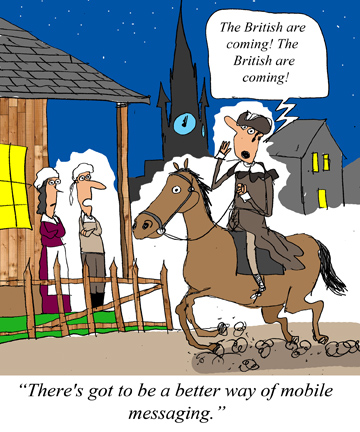 The British are
coming! The
British are
coming!
“There's got to be a better way of mobile
messaging.”